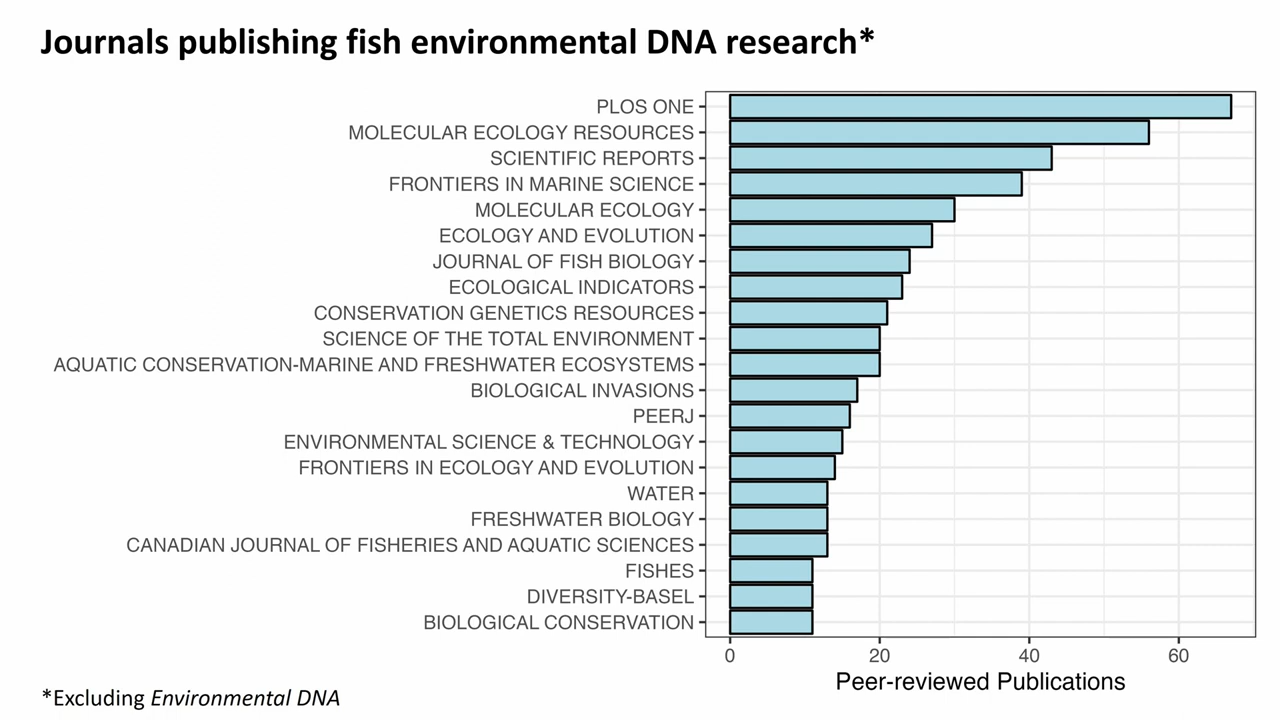 Journals publishing fish environmental DNA research*
PLOS ONE
MOLECULAR ECOLOGY RESOURCES
SCIENTIFIC REPORTS
FRONTIERS IN MARINE SCIENCE
MOLECULAR ECOLOGY
ECOLOGY AND EVOLUTION
JOURNAL OF FISH BIOLOGY
ECOLOGICAL INDICATORS
CONSERVATION GENETICS RESOURCES
SCIENCE OF THE TOTAL ENVIRONMENT
AQUATIC CONSERVATION-MARINE AND FRESHWATER ECOSYSTEMS
BIOLOGICAL INVASIONS
PEERJ
ENVIRONMENTAL SCIENCE & TECHNOLOGY
FRONTIERS IN ECOLOGY AND EVOLUTION
WATER
FRESHWATER BIOLOGY
CANADIAN JOURNAL OF FISHERIES AND AQUATIC SCIENCES
FISHES
DIVERSITY-BASEL
BIOLOGICAL CONSERVATION
0 20 40 60
Peer-reviewed Publications
*Excluding Environmental DNA